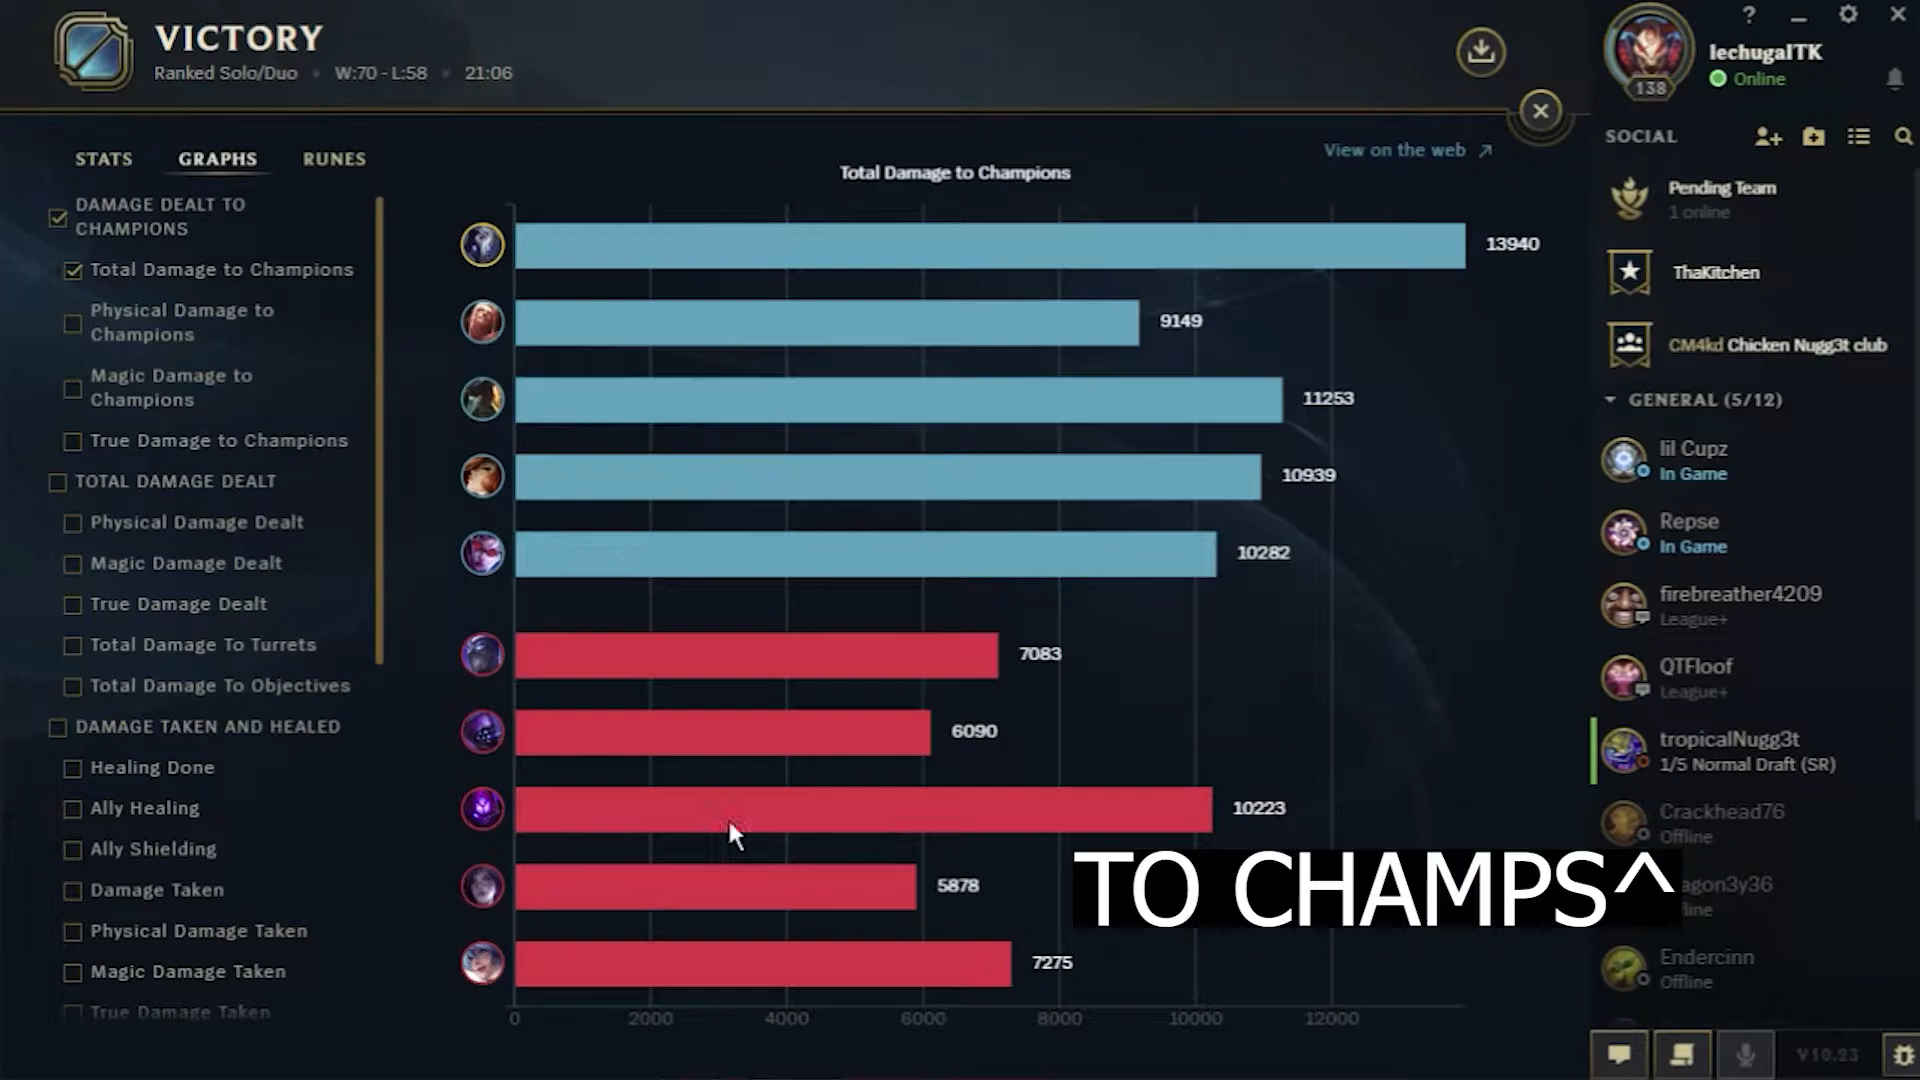 VICTORY
Ranked Solo/Duo • W:70 - L:58 • 21:06
?
lechugaITK
Online
138
SOCIAL
STATS
GRAPHS
RUNES
View on the web
Total Damage to Champions
DAMAGE DEALT TO
CHAMPIONS
Total Damage to Champions
Physical Damage to
Champions
Magic Damage to
Champions
True Damage to Champions
TOTAL DAMAGE DEALT
Physical Damage Dealt
Magic Damage Dealt
True Damage Dealt
Total Damage To Turrets
Total Damage To Objectives
DAMAGE TAKEN AND HEALED
Healing Done
Ally Healing
Ally Shielding
Damage Taken
Physical Damage Taken
Magic Damage Taken
True Damage Taken
13940
9149
11253
10939
10282
7083
6090
10223
5878
7275
0 2000 4000 6000 8000 10000 12000
TO CHAMPS^
Pending Team
1 online
ThaKitchen
CM4kd Chicken Nugg3t club
GENERAL (5/12)
lil Cupz
In Game
Repse
In Game
firebreather4209
League+
QTFloof
League+
tropicalNugg3t
1/5 Normal Draft (SR)
Crackhead76
Offline
agon3y36
line
Endercinn
Offline
V10.23